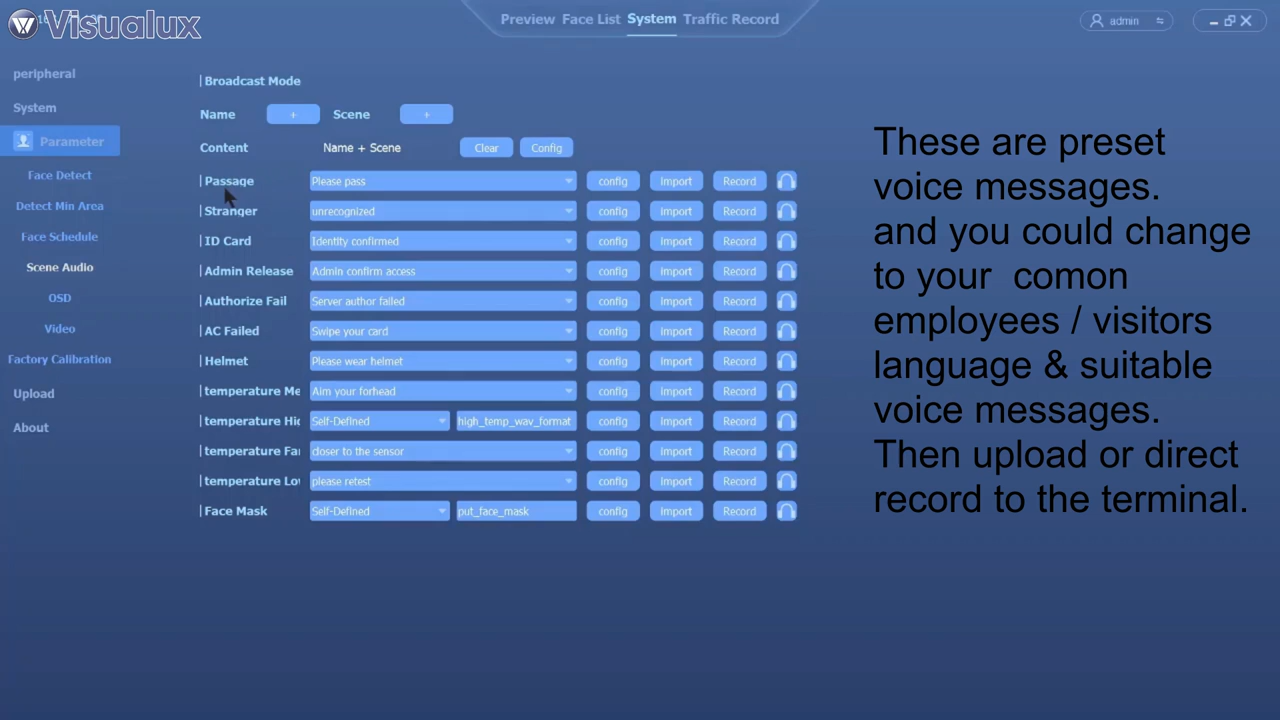 Visualux
Preview Face List System Traffic Record
admin
peripheral
System
Parameter
Face Detect
Detect Min Area
Face Schedule
Scene Audio
OSD
Video
Factory Calibration
Upload
About
Broadcast Mode
Name + Scene +
Content Name + Scene Clear Config
Passage Please pass config Import Record
Stranger unrecognized config Import Record
ID Card Identity confirmed config Import Record
Admin Release Admin confirm access config Import Record
Authorize Fail Server author failed config Import Record
AC Failed Swipe your card config Import Record
Helmet Please wear helmet config Import Record
temperature Me Aim your forhead config Import Record
temperature Hig Self-Defined high_temp_wav_format config Import Record
temperature Far closer to the sensor config Import Record
temperature Lov please retest config Import Record
Face Mask Self-Defined put_face_mask config Import Record
These are preset
voice messages.
and you could change
to your comon
employees / visitors
language & suitable
voice messages.
Then upload or direct
record to the terminal.